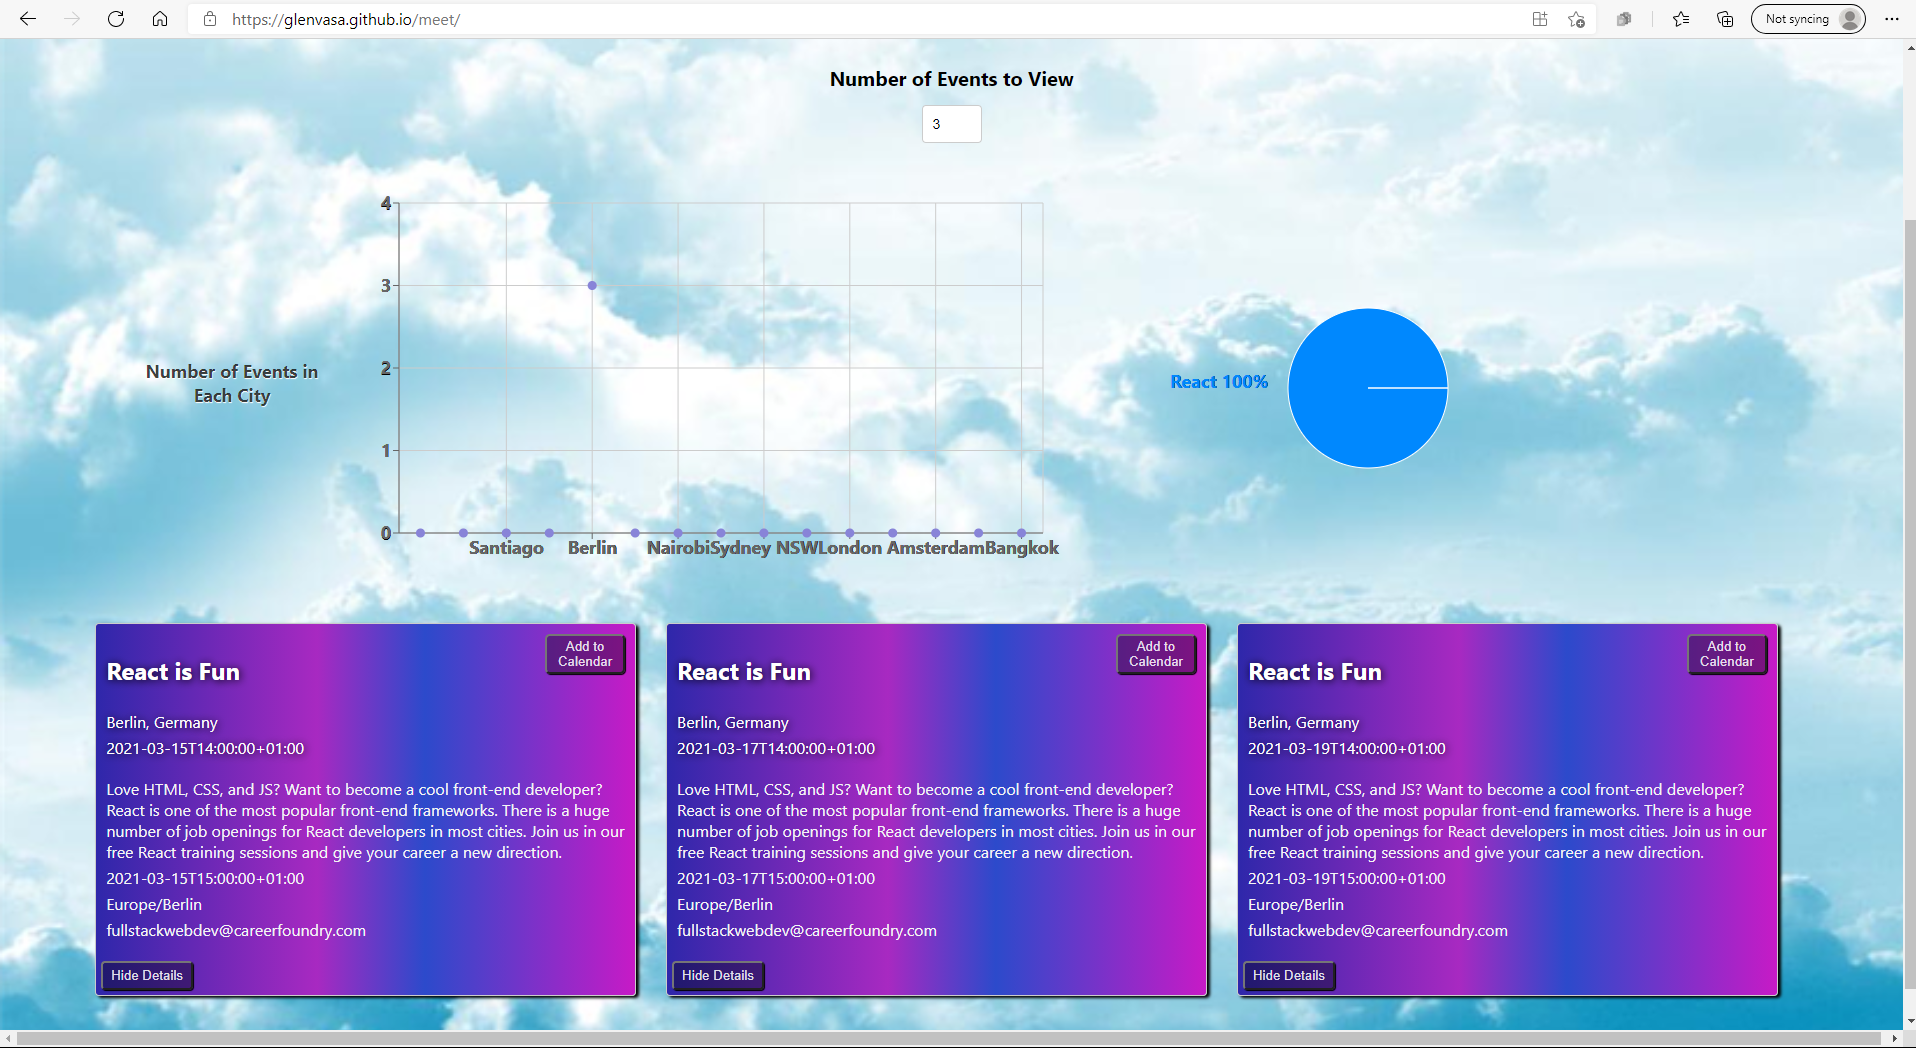 https://glenvasa.github.io/meet/
Not syncing
Number of Events to View
3
4
3
2
1
0
Number of Events in
Each City
Santiago Berlin Nairobi Sydney NSW London Amsterdam Bangkok
React 100%
Add to
Calendar
React is Fun
Berlin, Germany
2021-03-15T14:00:00+01:00
Love HTML, CSS, and JS? Want to become a cool front-end developer?
React is one of the most popular front-end frameworks. There is a huge
number of job openings for React developers in most cities. Join us in our
free React training sessions and give your career a new direction.
2021-03-15T15:00:00+01:00
Europe/Berlin
fullstackwebdev@careerfoundry.com
Hide Details
Add to
Calendar
React is Fun
Berlin, Germany
2021-03-17T14:00:00+01:00
Love HTML, CSS, and JS? Want to become a cool front-end developer?
React is one of the most popular front-end frameworks. There is a huge
number of job openings for React developers in most cities. Join us in our
free React training sessions and give your career a new direction.
2021-03-17T15:00:00+01:00
Europe/Berlin
fullstackwebdev@careerfoundry.com
Hide Details
Add to
Calendar
React is Fun
Berlin, Germany
2021-03-19T14:00:00+01:00
Love HTML, CSS, and JS? Want to become a cool front-end developer?
React is one of the most popular front-end frameworks. There is a huge
number of job openings for React developers in most cities. Join us in our
free React training sessions and give your career a new direction.
2021-03-19T15:00:00+01:00
Europe/Berlin
fullstackwebdev@careerfoundry.com
Hide Details